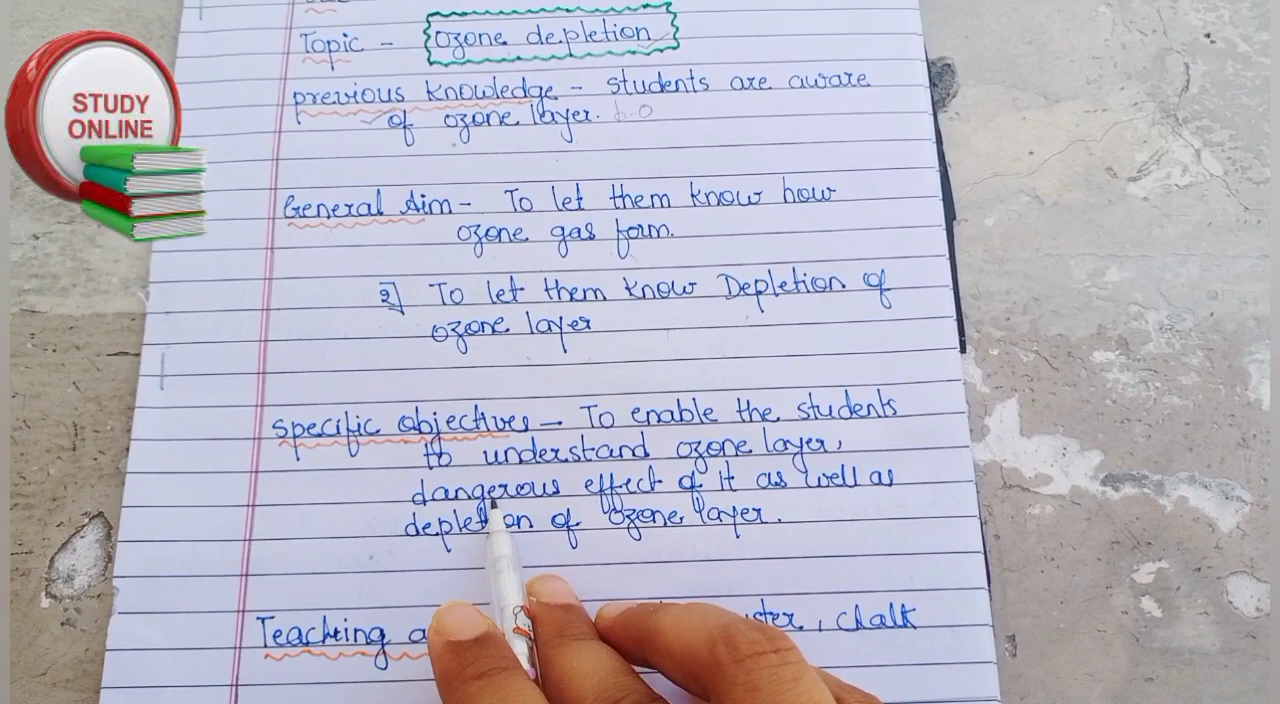 STUDY
ONLINE
Topic - Ozone depletion
previous knowledge - students are aware
of ozone layer.
General Aim - To let them know how
ozone gas form.
2] To let them know Depletion of
ozone layer
specific objectives - To enable the students
to understand ozone layer,
dangerous effect of it as well as
depletion of Ozone layer.
Teaching chalk